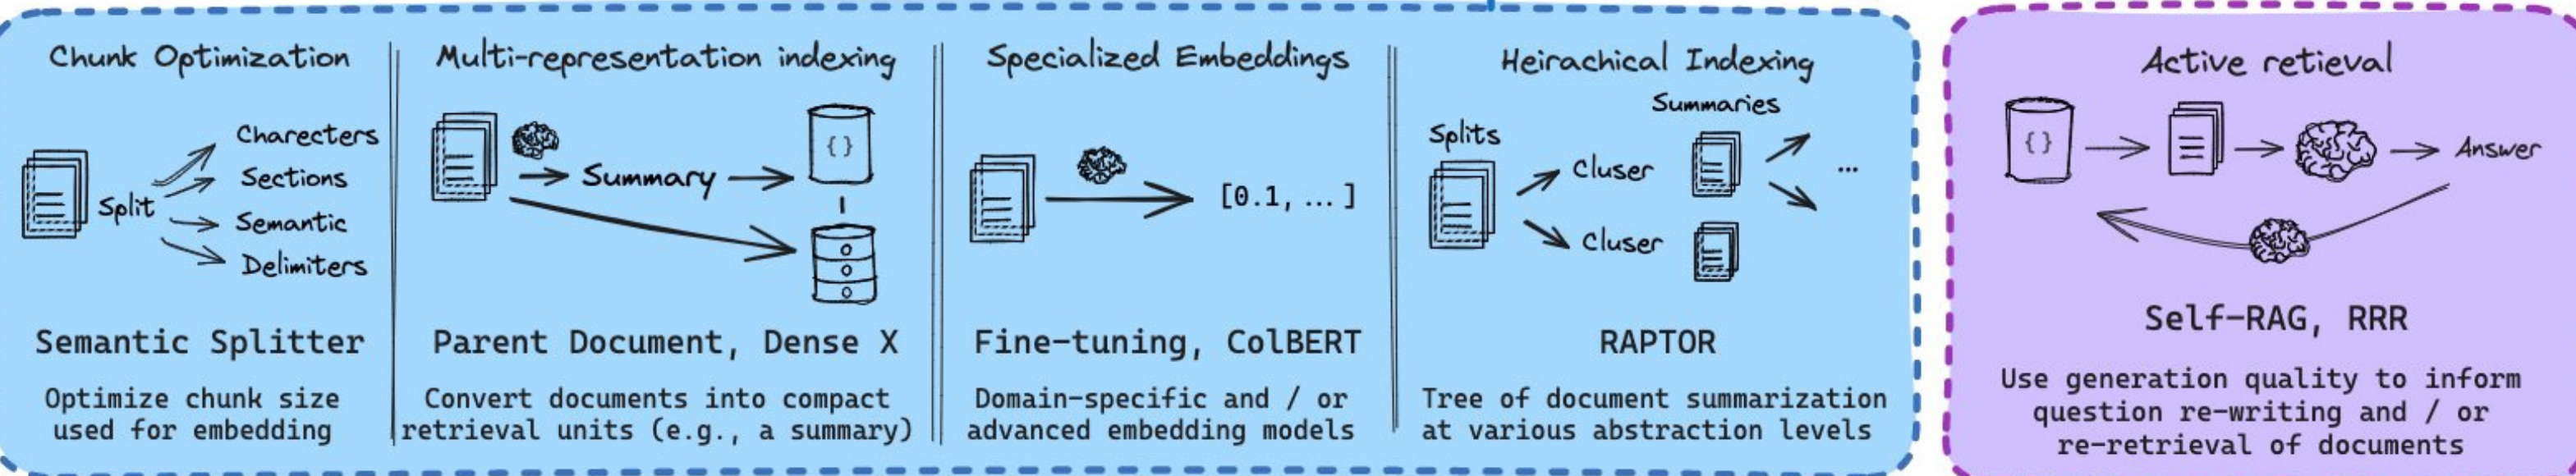 Chunk Optimization
Split
Charecters
Sections
Semantic
Delimiters
Semantic Splitter
Optimize chunk size
used for embedding
Multi-representation indexing
Summary
{}
Parent Document, Dense X
Convert documents into compact
retrieval units (e.g., a summary)
Specialized Embeddings
[0.1, ... ]
Fine-tuning, ColBERT
Domain-specific and / or
advanced embedding models
Heirachical Indexing
Summaries
Splits
Cluser
...
Cluser
RAPTOR
Tree of document summarization
at various abstraction levels
Active retieval
{}
Answer
Self-RAG, RRR
Use generation quality to inform
question re-writing and / or
re-retrieval of documents